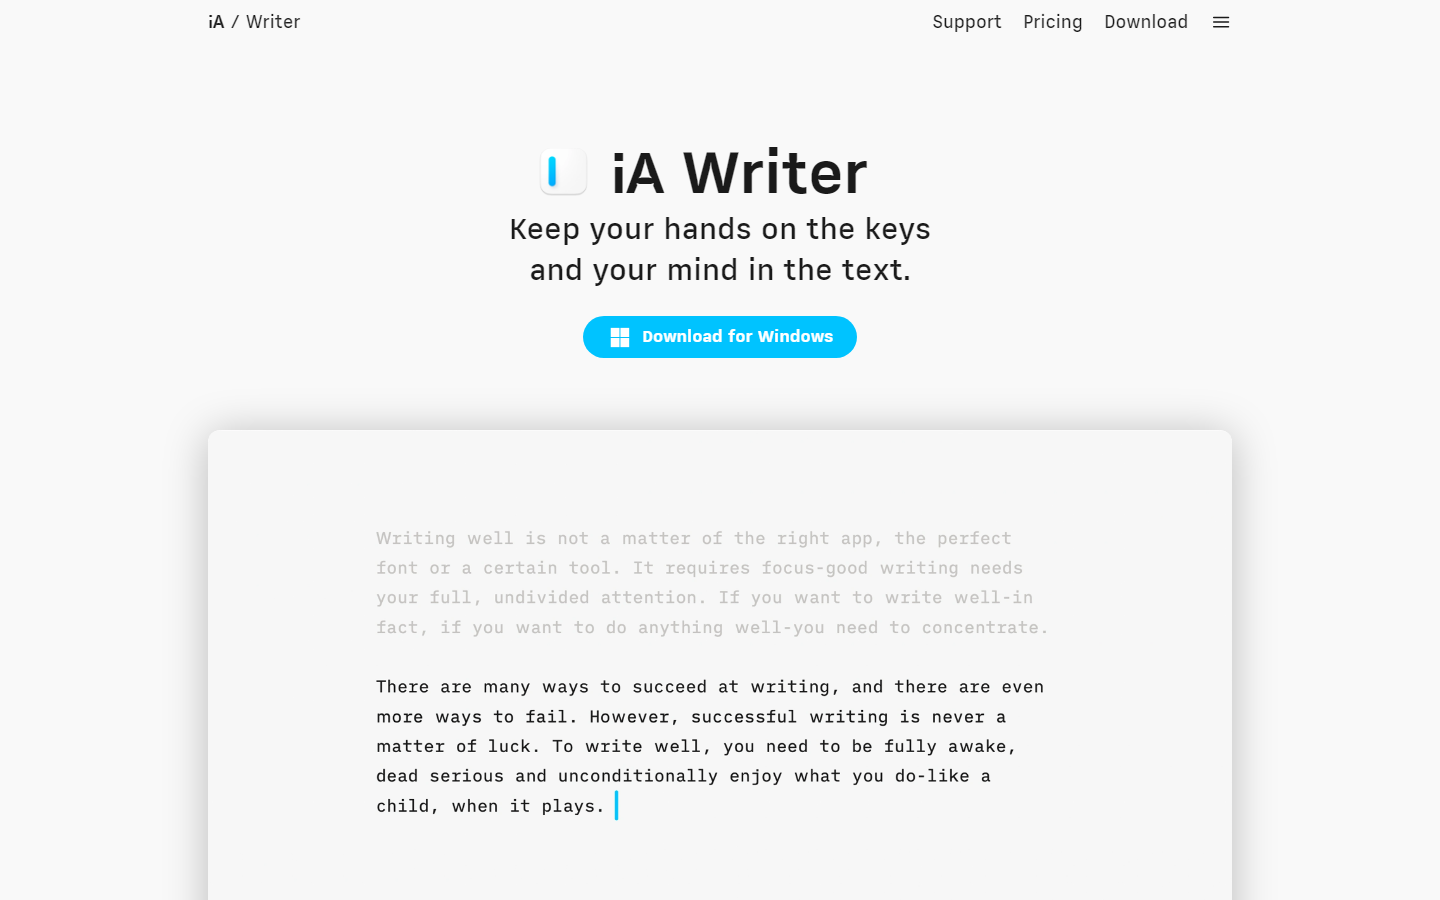 iA / Writer
Support Pricing Download
iA Writer
Keep your hands on the keys
and your mind in the text.
Download for Windows
Writing well is not a matter of the right app, the perfect
font or a certain tool. It requires focus-good writing needs
your full, undivided attention. If you want to write well-in
fact, if you want to do anything well-you need to concentrate.
There are many ways to succeed at writing, and there are even
more ways to fail. However, successful writing is never a
matter of luck. To write well, you need to be fully awake,
dead serious and unconditionally enjoy what you do-like a
child, when it plays.